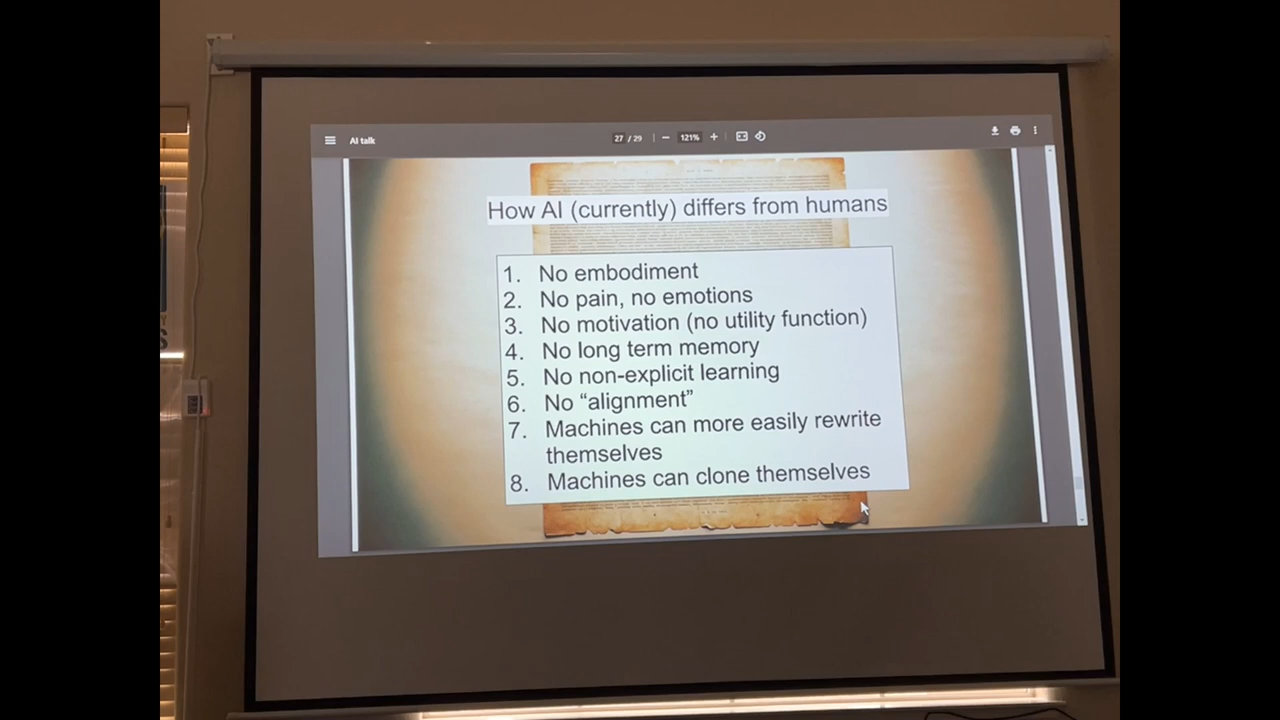 AI talk
27 / 29
121%
How AI (currently) differs from humans
1. No embodiment
2. No pain, no emotions
3. No motivation (no utility function)
4. No long term memory
5. No non-explicit learning
6. No “alignment”
7. Machines can more easily rewrite
themselves
8. Machines can clone themselves